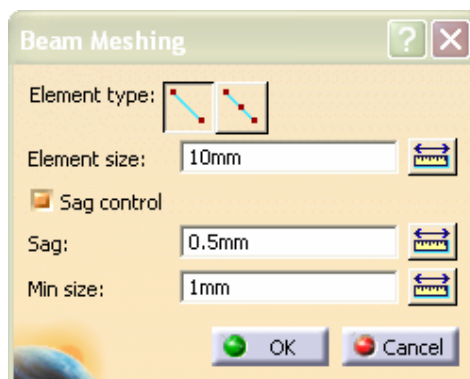 Beam Meshing
Element type:
Element size: 10mm
Sag control
Sag: 0.5mm
Min size: 1mm
OK Cancel